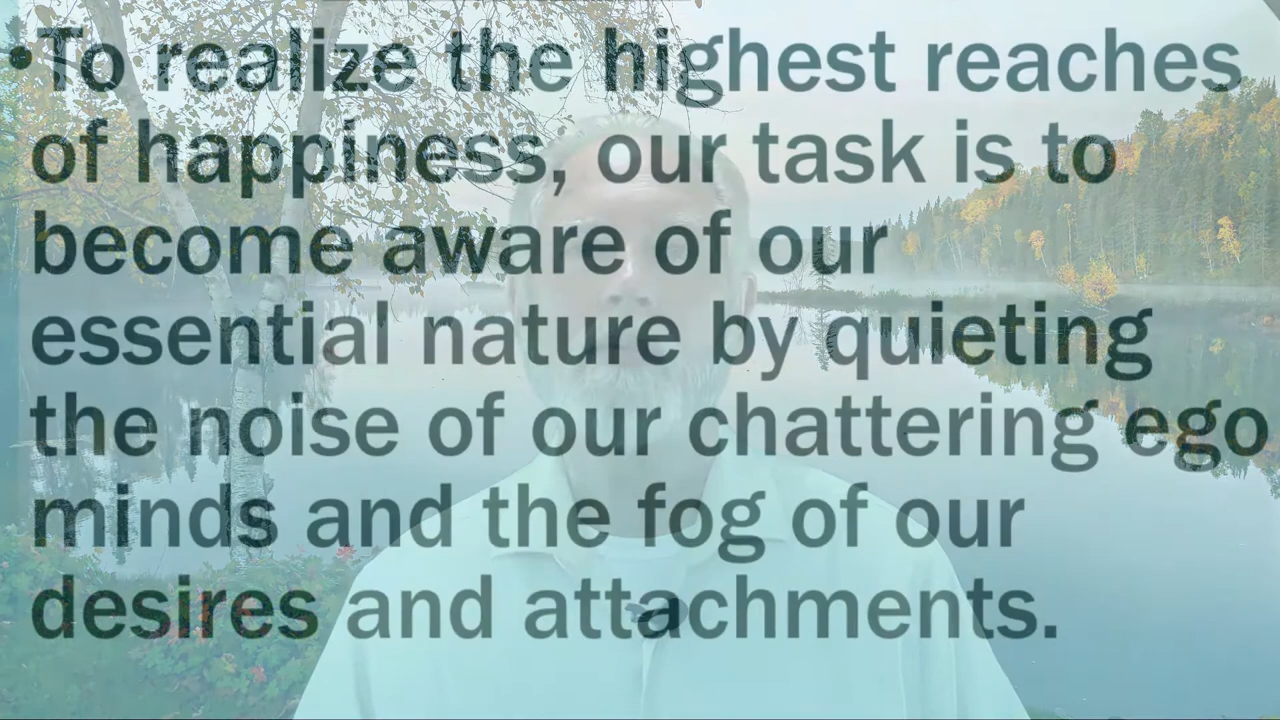 •To realize the highest reaches
of happiness, our task is to
become aware of our
essential nature by quieting
the noise of our chattering ego
minds and the fog of our
desires and attachments.